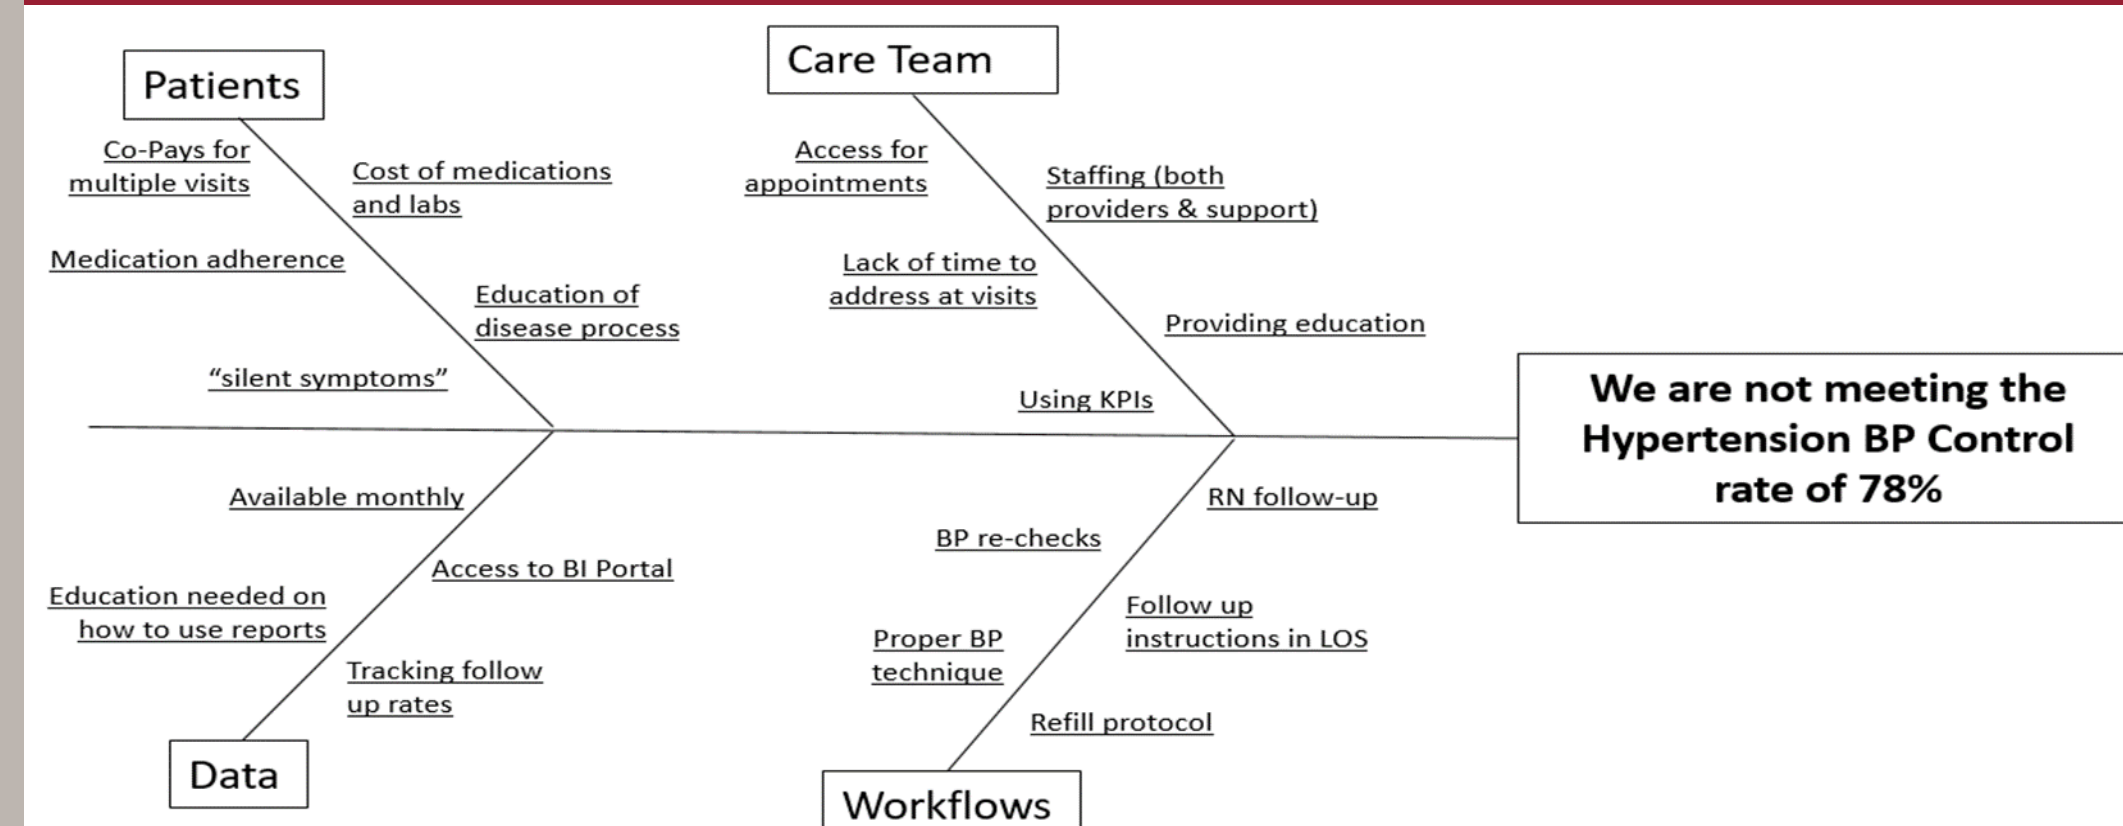 Patients
Co-Pays for
multiple visits
Cost of medications
and labs
Medication adherence
Education of
disease process
“silent symptoms”
Care Team
Access for
appointments
Staffing (both
providers & support)
Lack of time to
address at visits
Providing education
Using KPIs
We are not meeting the
Hypertension BP Control
rate of 78%
Available monthly
Access to BI Portal
Education needed on
how to use reports
Tracking follow
up rates
Data
RN follow-up
BP re-checks
Follow up
instructions in LOS
Proper BP
technique
Refill protocol
Workflows